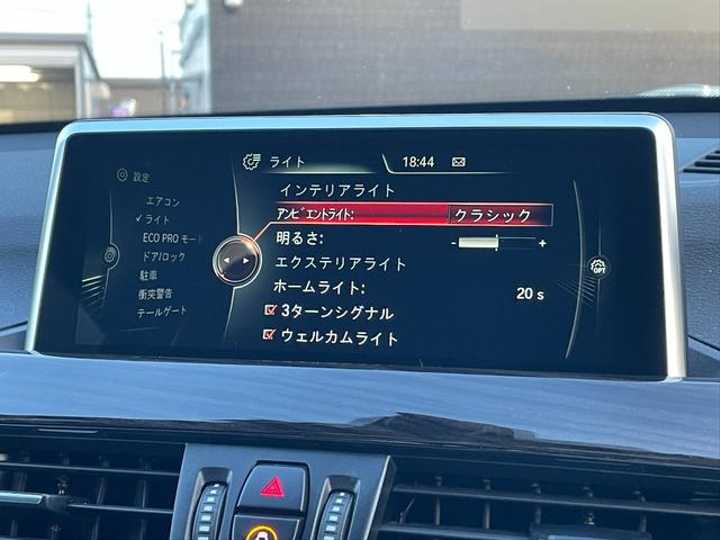 ライト 18:44
設定
エアコン
✓ライト
ECO PRO モード
ドア/ロック
駐車
衝突警告
テールゲート
インテリアライト
アンビエントライト: クラシック
明るさ: - +
エクステリアライト
ホームライト: 20 s
3ターンシグナル
ウェルカムライト
OPT